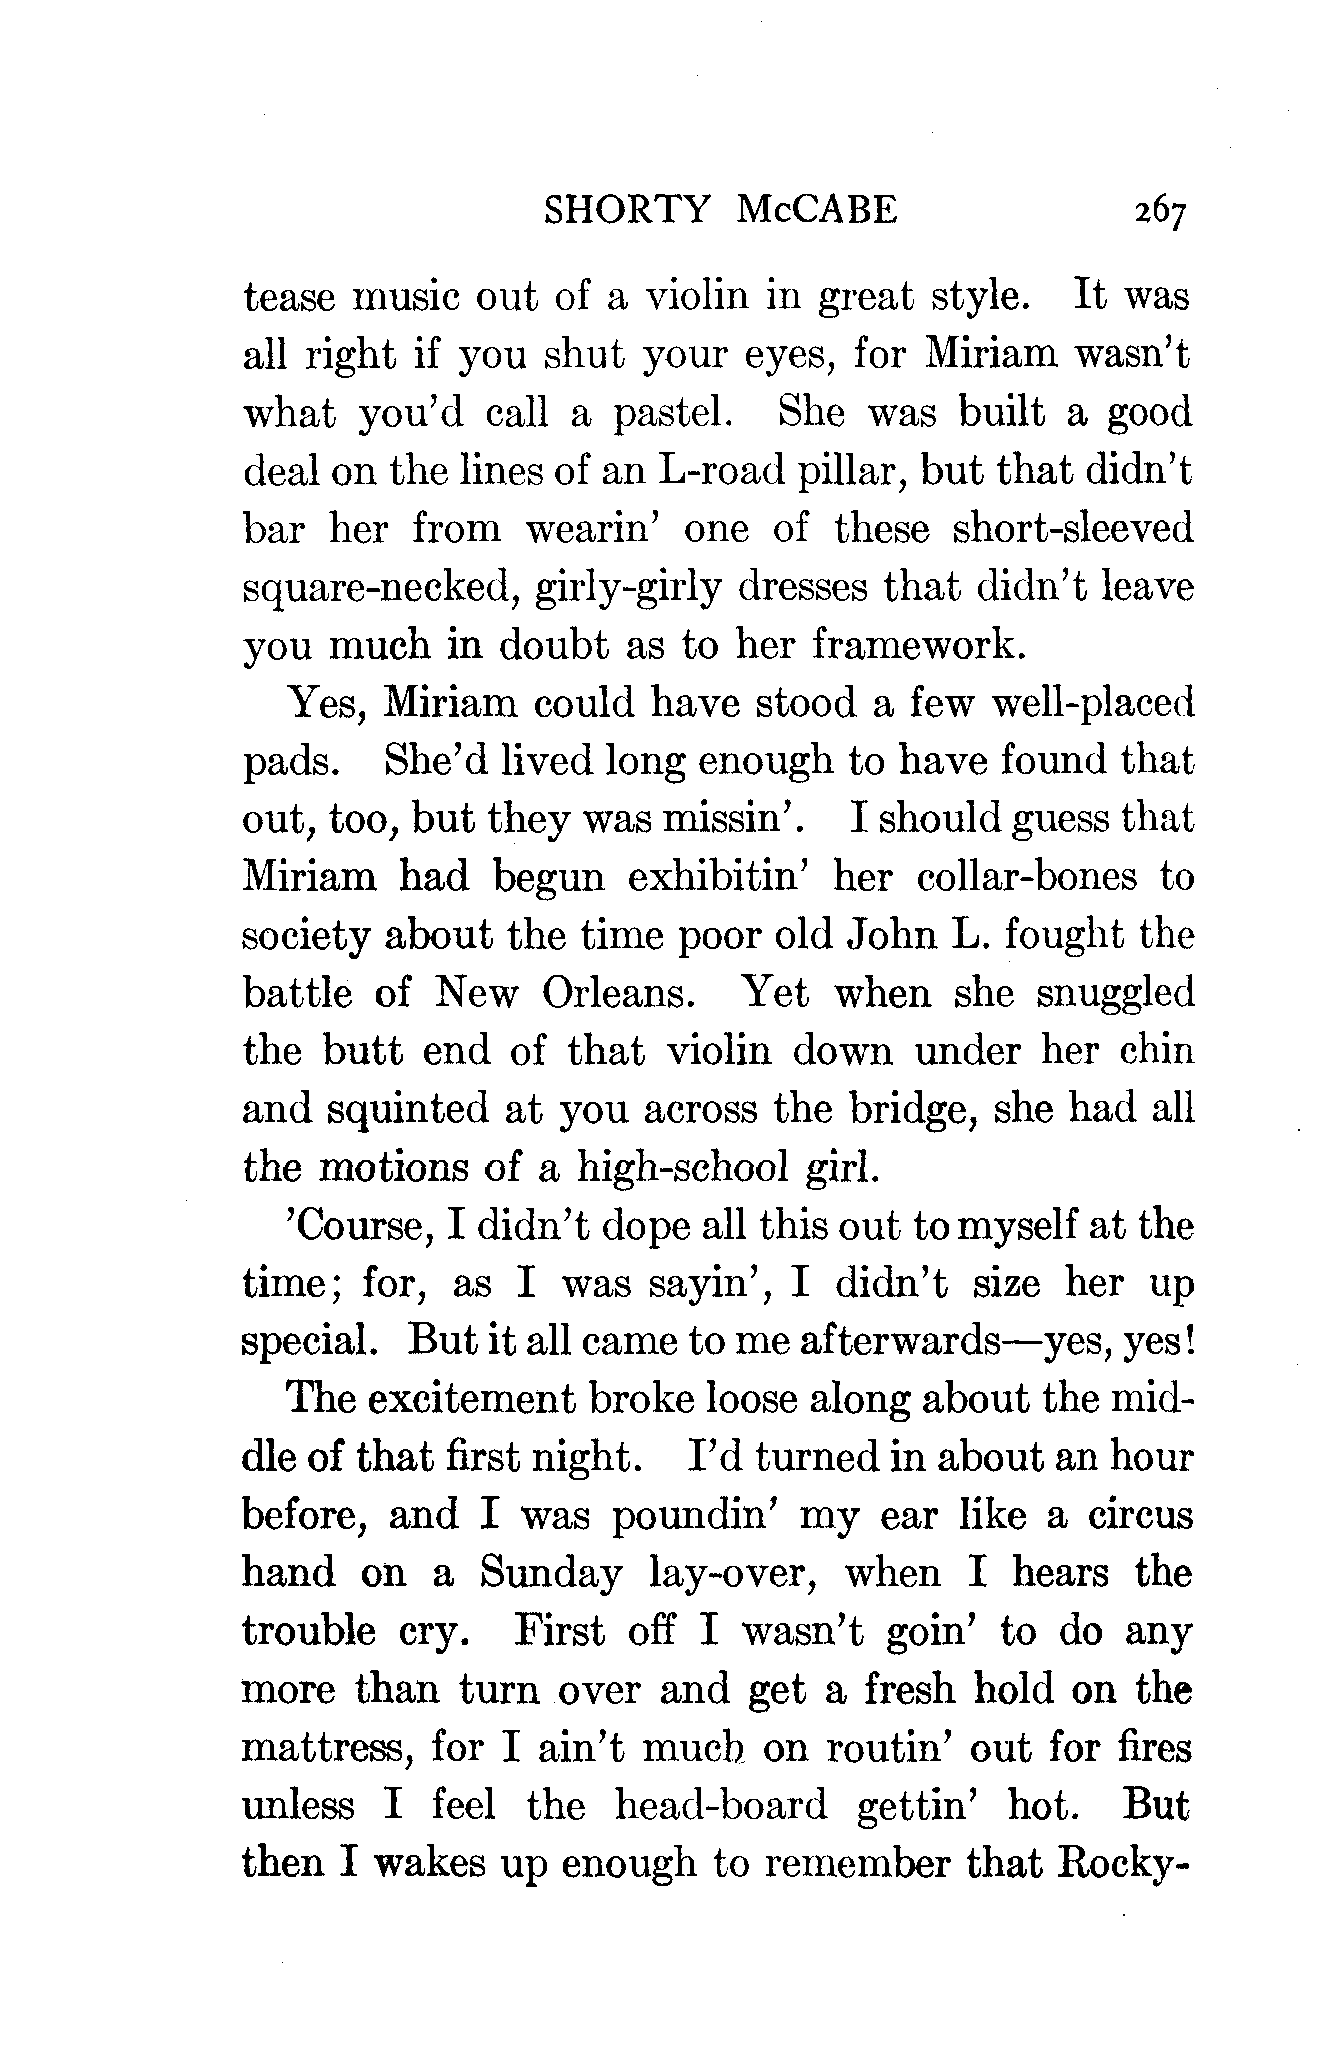 SHORTY McCABE 267
tease music out of a violin in great style. It was
all right if you shut your eyes, for Miriam wasn't
what you'd call a pastel. She was built a good
deal on the lines of an L-road pillar, but that didn't
bar her from wearin' one of these short-sleeved
square-necked, girly-girly dresses that didn't leave
you much in doubt as to her framework.
Yes, Miriam could have stood a few well-placed
pads. She'd lived long enough to have found that
out, too, but they was missin'. I should guess that
Miriam had begun exhibitin' her collar-bones to
society about the time poor old John L. fought the
battle of New Orleans. Yet when she snuggled
the butt end of that violin down under her chin
and squinted at you across the bridge, she had all
the motions of a high-school girl.
'Course, I didn't dope all this out to myself at the
time; for, as I was sayin', I didn't size her up
special. But it all came to me afterwards—yes, yes!
The excitement broke loose along about the mid-
dle of that first night. I'd turned in about an hour
before, and I was poundin' my ear like a circus
hand on a Sunday lay-over, when I hears the
trouble cry. First off I wasn't goin' to do any
more than turn over and get a fresh hold on the
mattress, for I ain't much on routin' out for fires
unless I feel the head-board gettin' hot. But
then I wakes up enough to remember that Rocky-